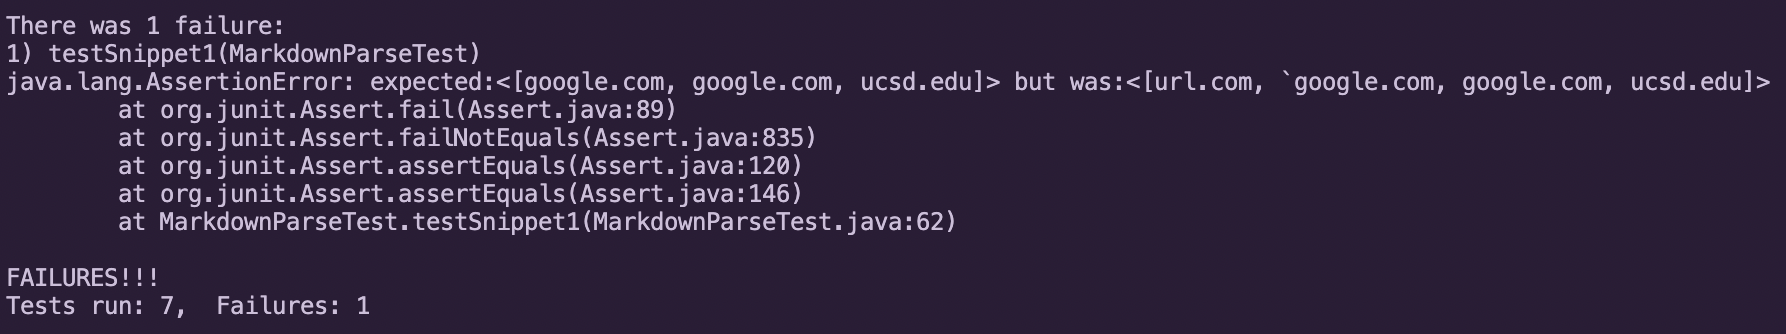 There was 1 failure:
1) testSnippet1(MarkdownParseTest)
java.lang.AssertionError: expected:<[google.com, google.com, ucsd.edu]> but was:<[url.com, `google.com, google.com, ucsd.edu]>
        at org.junit.Assert.fail(Assert.java:89)
        at org.junit.Assert.failNotEquals(Assert.java:835)
        at org.junit.Assert.assertEquals(Assert.java:120)
        at org.junit.Assert.assertEquals(Assert.java:146)
        at MarkdownParseTest.testSnippet1(MarkdownParseTest.java:62)

FAILURES!!!
Tests run: 7,  Failures: 1